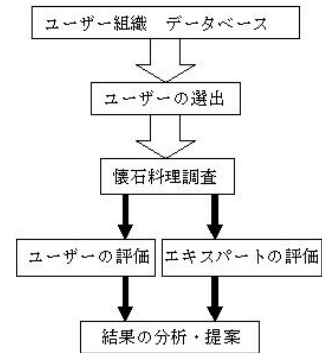 ユーザー組織　データベース
ユーザーの選出
懐石料理調査
ユーザーの評価
エキスパートの評価
結果の分析・提案